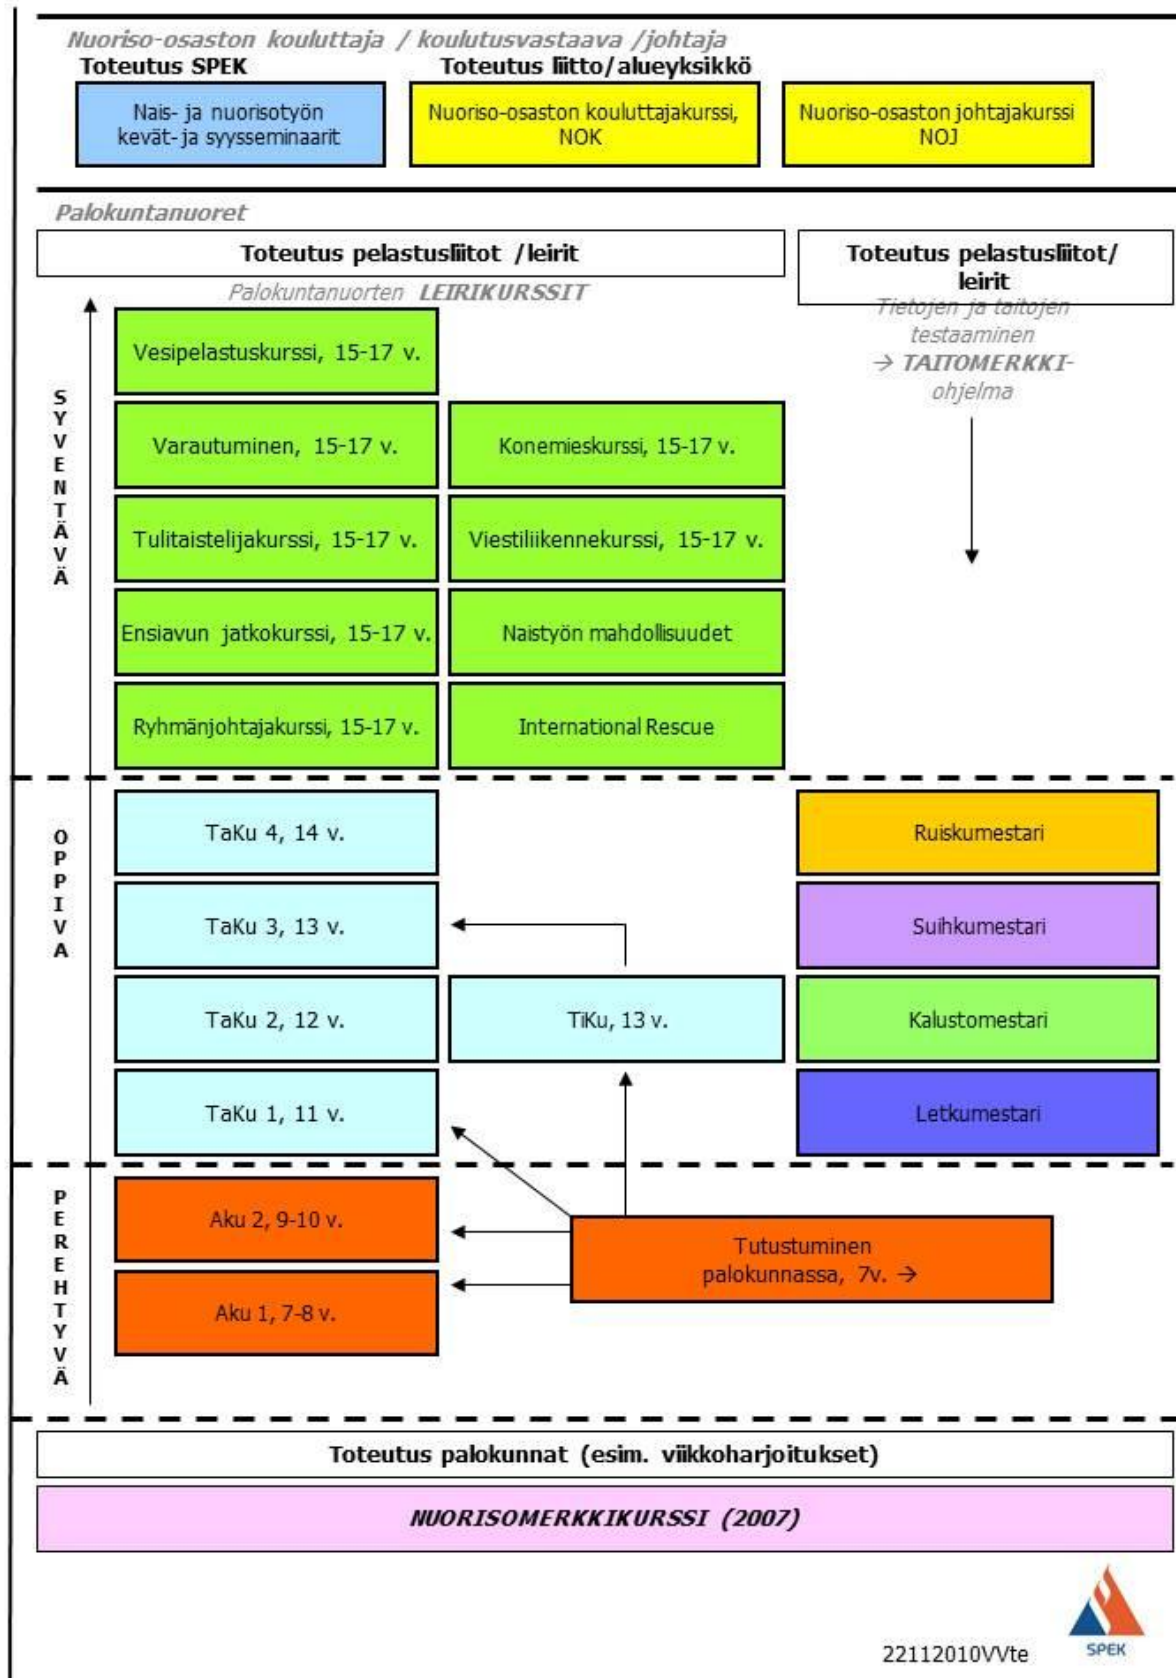 Nuoriso-osaston kouluttaja / koulutusvastaava /johtaja
Toteutus SPEK
Toteutus liitto/alueyksikkö
Nais- ja nuorisotyön
kevät- ja syysseminaarit
Nuoriso-osaston kouluttajakurssi,
NOK
Nuoriso-osaston johtajakurssi
NOJ
Palokuntanuoret
Toteutus pelastusliitot /leirit
Toteutus pelastusliitot/
leirit
Palokuntanuorten LEIRIKURSSIT
Tietojen ja taitojen
testaaminen
→ TAITOMERKKI-
ohjelma
SYVENTÄVÄ
Vesipelastuskurssi, 15-17 v.
Varautuminen, 15-17 v.
Konemieskurssi, 15-17 v.
Tulitaistelijakurssi, 15-17 v.
Viestiliikennekurssi, 15-17 v.
Ensiavun jatkokurssi, 15-17 v.
Naistyön mahdollisuudet
Ryhmänjohtajakurssi, 15-17 v.
International Rescue
OPPIVA
TaKu 4, 14 v.
Ruiskumestari
TaKu 3, 13 v.
Suihkumestari
TaKu 2, 12 v.
TiKu, 13 v.
Kalustomestari
TaKu 1, 11 v.
Letkumestari
PEREHTYVÄ
Aku 2, 9-10 v.
Tutustuminen
palokunnassa, 7v. →
Aku 1, 7-8 v.
Toteutus palokunnat (esim. viikkoharjoitukset)
NUORISOMERKKIKURSSI (2007)
22112010VVte
SPEK